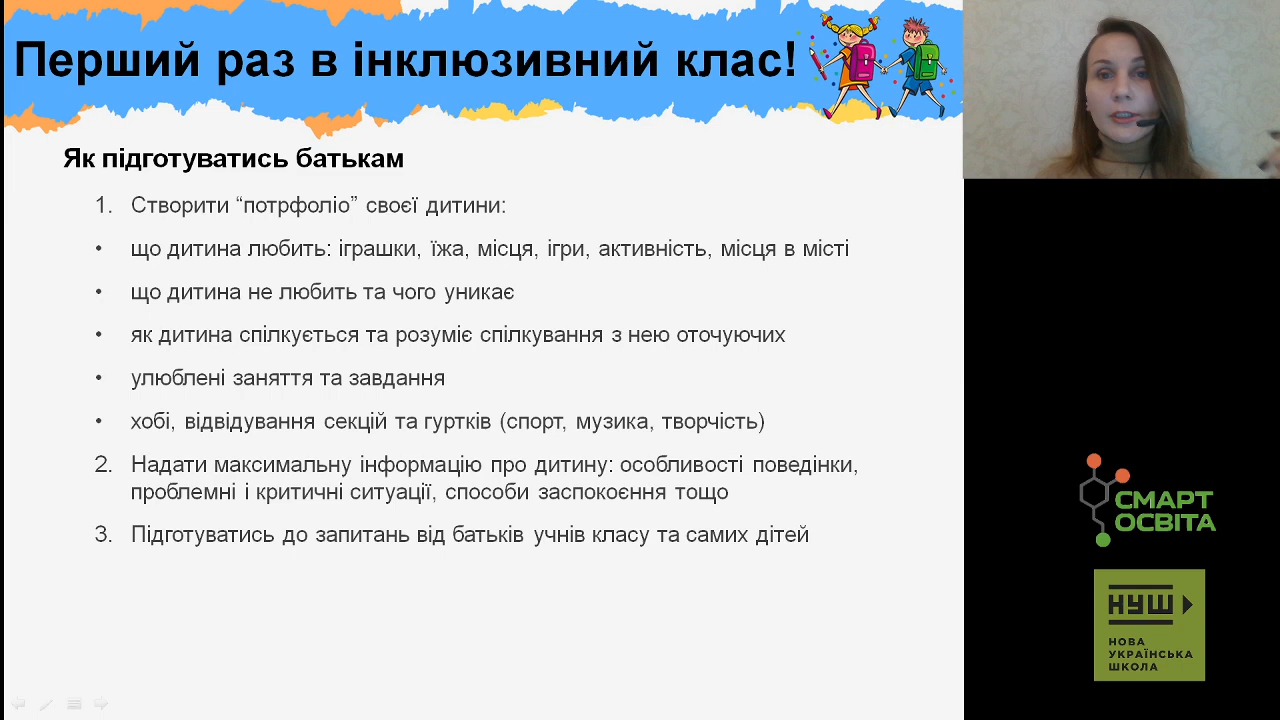 Перший раз в інклюзивний клас!
Як підготуватись батькам
1. Створити “потрфоліо” своєї дитини:
• що дитина любить: іграшки, їжа, місця, ігри, активність, місця в місті
• що дитина не любить та чого уникає
• як дитина спілкується та розуміє спілкування з нею оточуючих
• улюблені заняття та завдання
• хобі, відвідування секцій та гуртків (спорт, музика, творчість)
2. Надати максимальну інформацію про дитину: особливості поведінки,
проблемні і критичні ситуації, способи заспокоєння тощо
3. Підготуватись до запитань від батьків учнів класу та самих дітей
СМАРТ
ОСВІТА
НУШ
НОВА
УКРАЇНСЬКА
ШКОЛА